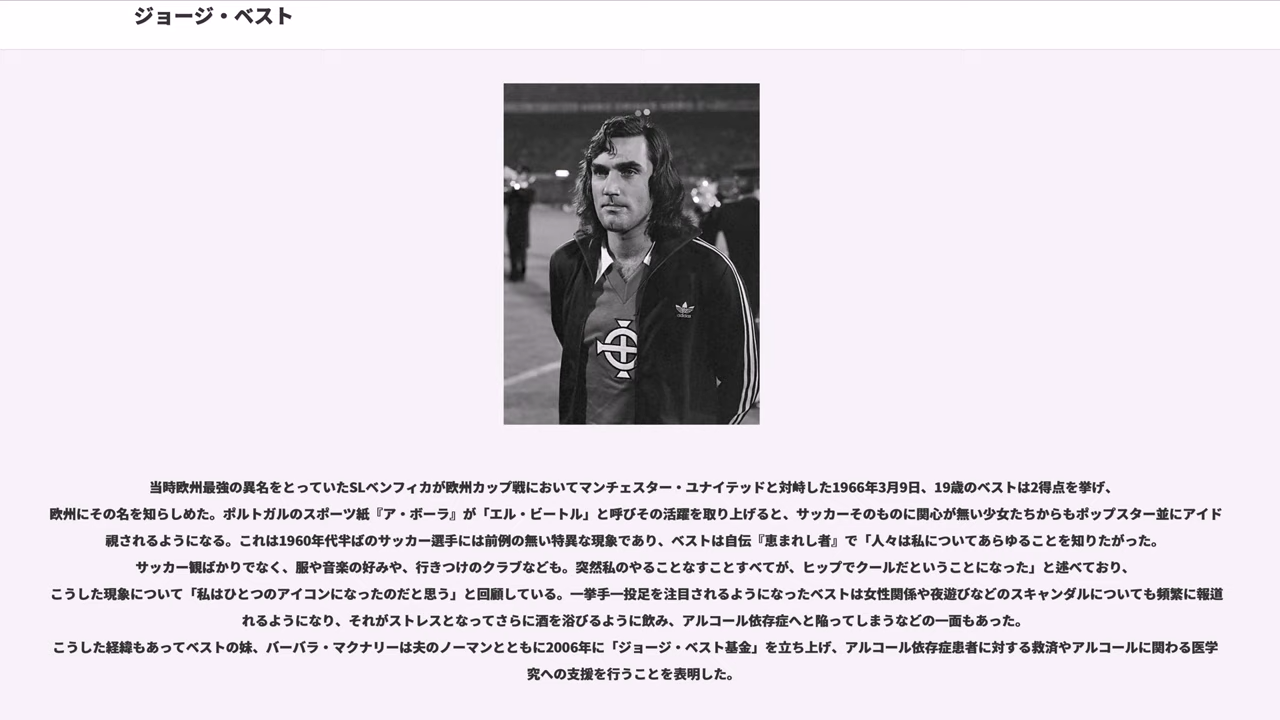 ジョージ・ベスト
adidas
当時欧州最強の異名をとっていたSLベンフィカが欧州カップ戦においてマンチェスター・ユナイテッドと対峙した1966年3月9日、19歳のベストは2得点を挙げ、
欧州にその名を知らしめた。ポルトガルのスポーツ紙『ア・ボーラ』が「エル・ビートル」と呼びその活躍を取り上げると、サッカーそのものに関心が無い少女たちからもポップスター並にアイド
視されるようになる。これは1960年代半ばのサッカー選手には前例の無い特異な現象であり、ベストは自伝『恵まれし者』で「人々は私についてあらゆることを知りたがった。
サッカー観ばかりでなく、服や音楽の好みや、行きつけのクラブなども。突然私のやることなすことすべてが、ヒップでクールだということになった」と述べており、
こうした現象について「私はひとつのアイコンになったのだと思う」と回顧している。一挙手一投足を注目されるようになったベストは女性関係や夜遊びなどのスキャンダルについても頻繁に報道
れるようになり、それがストレスとなってさらに酒を浴びるように飲み、アルコール依存症へと陥ってしまうなどの一面もあった。
こうした経緯もあってベストの妹、バーバラ・マクナリーは夫のノーマンとともに2006年に「ジョージ・ベスト基金」を立ち上げ、アルコール依存症患者に対する救済やアルコールに関わる医学
究への支援を行うことを表明した。